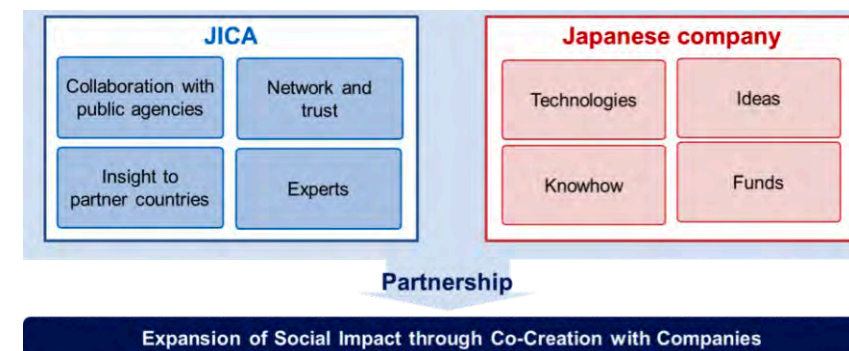 JICA
Collaboration with
public agencies
Network and
trust
Insight to
partner countries
Experts
Japanese company
Technologies
Ideas
Knowhow
Funds
Partnership
Expansion of Social Impact through Co-Creation with Companies